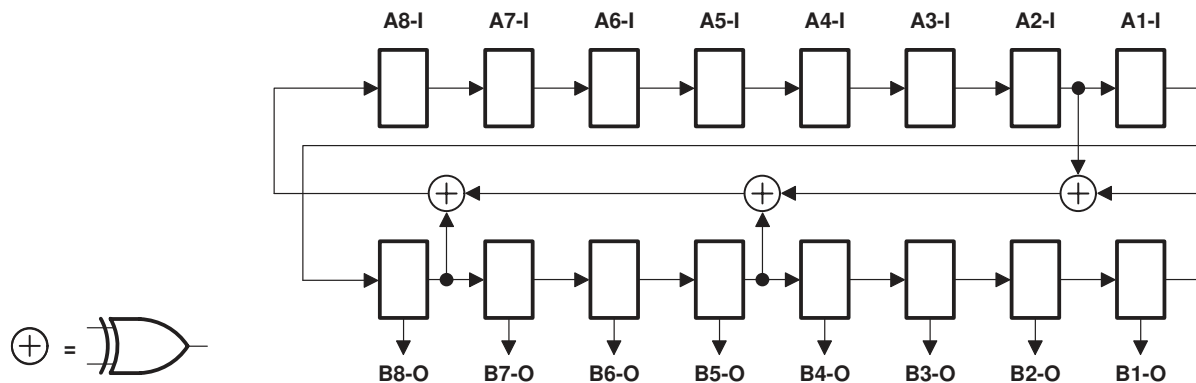 A8-I A7-I A6-I A5-I A4-I A3-I A2-I A1-I
=
B8-O B7-O B6-O B5-O B4-O B3-O B2-O B1-O